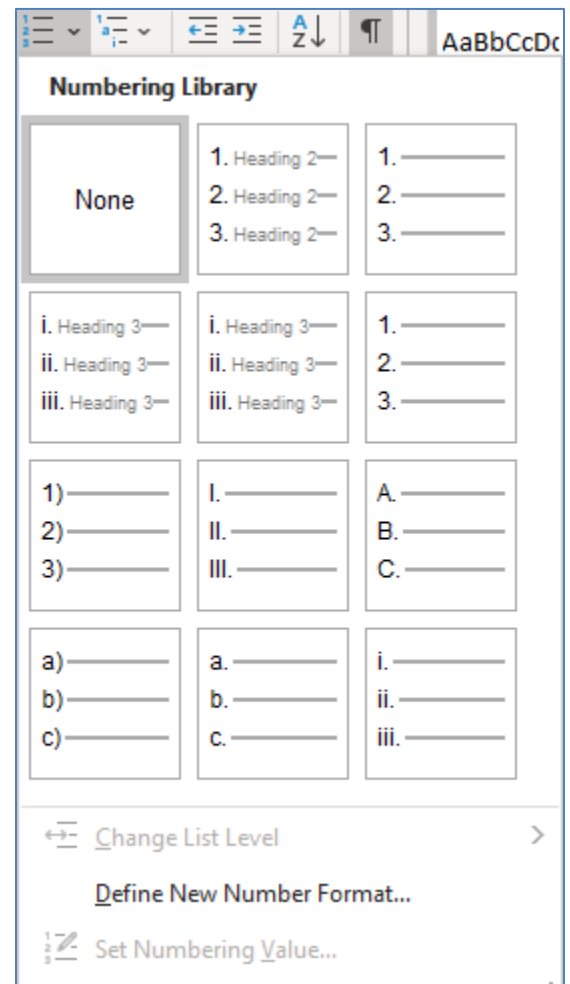 AaBbCcDc
Numbering Library
None
1. Heading 2
2. Heading 2
3. Heading 2
1.
2.
3.
i. Heading 3
ii. Heading 3
iii. Heading 3
i. Heading 3
ii. Heading 3
iii. Heading 3
1.
2.
3.
1)
2)
3)
I.
II.
III.
A.
B.
C.
a)
b)
c)
a.
b.
c.
i.
ii.
iii.
Change List Level
Define New Number Format...
Set Numbering Value...